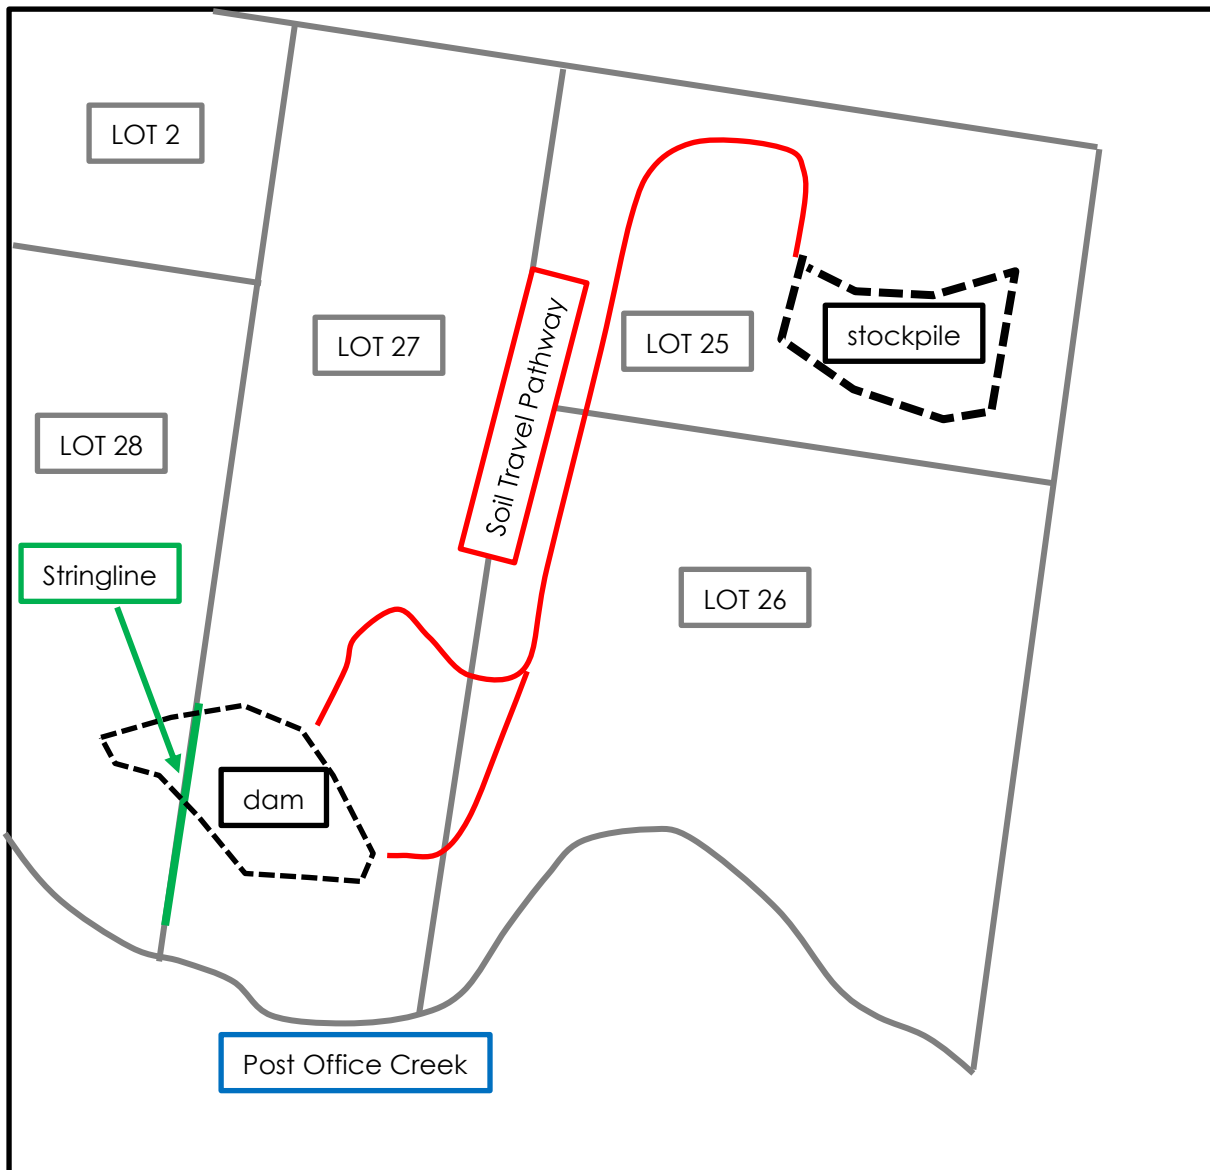 LOT 2
LOT 27
Soil Travel Pathway
LOT 25
stockpile
LOT 28
Stringline
LOT 26
dam
Post Office Creek